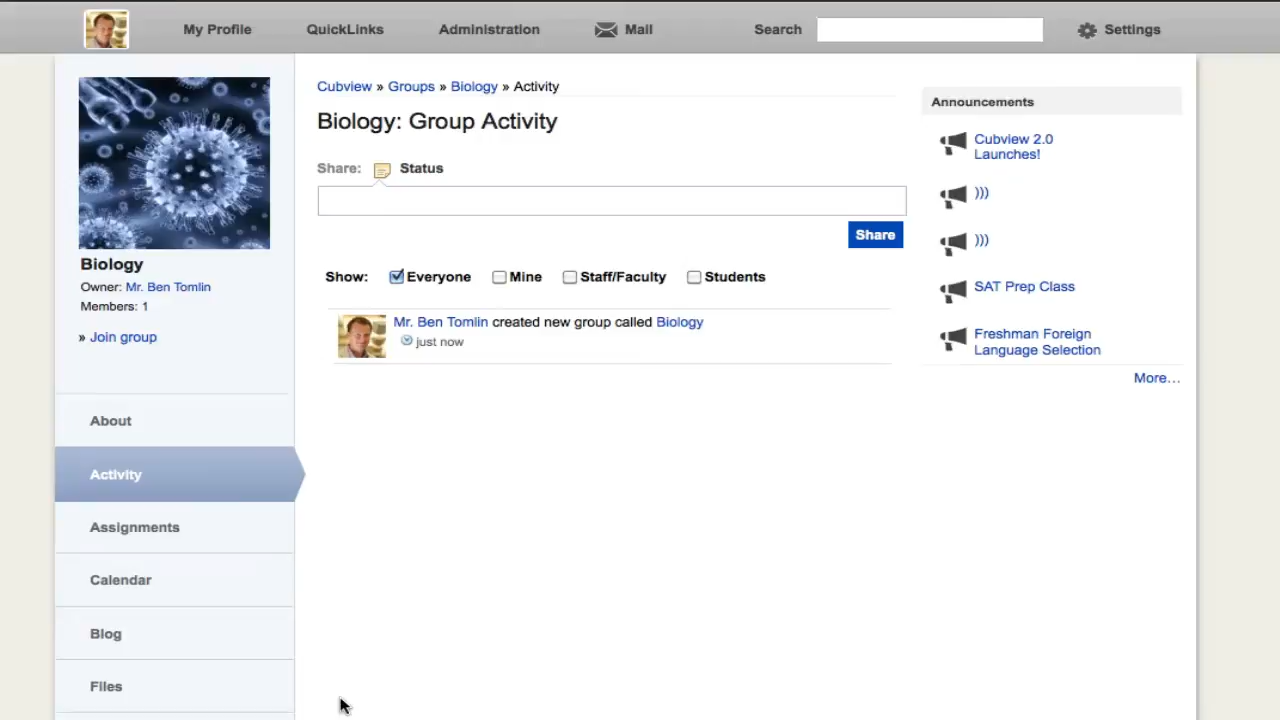 My Profile
QuickLinks
Administration
Mail
Search
Settings
Biology
Owner: Mr. Ben Tomlin
Members: 1
» Join group
About
Activity
Assignments
Calendar
Blog
Files
Cubview » Groups » Biology » Activity
Biology: Group Activity
Share: Status
Share
Show: Everyone Mine Staff/Faculty Students
Mr. Ben Tomlin created new group called Biology
just now
Announcements
Cubview 2.0
Launches!
)))
)))
SAT Prep Class
Freshman Foreign
Language Selection
More...